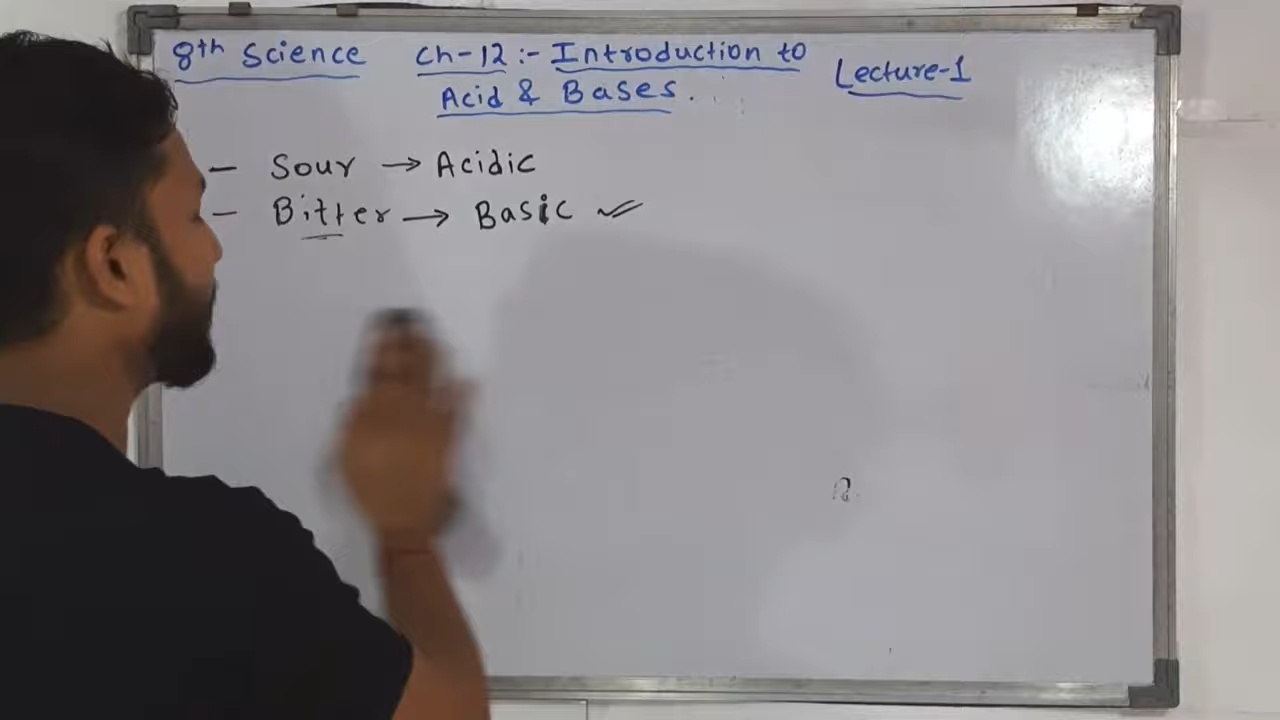 8th Science Ch-12:- Introduction to Lecture-1
Acid & Bases.
- Sour → Acidic
- Bitter → Basic